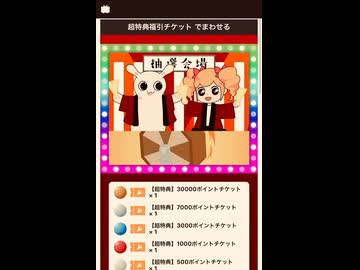 超特典福引チケット でまわせる
抽選会場
【超特典】30000ポイントチケット
× 1
【超特典】7000ポイントチケット
× 1
【超特典】3000ポイントチケット
× 1
【超特典】1000ポイントチケット
× 1
【超特典】500ポイントチケット
× 1